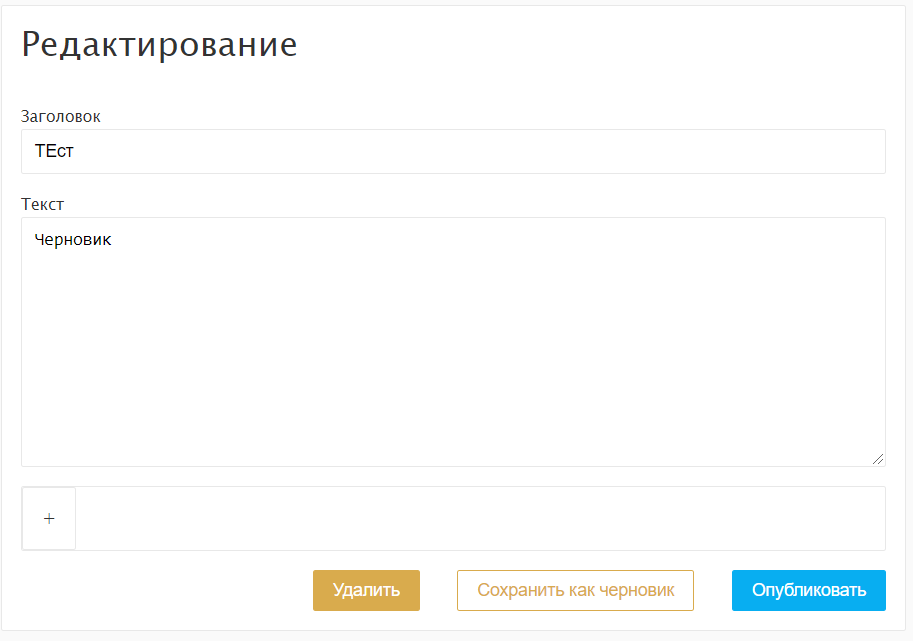 Редактирование
Заголовок
ТЕст
Текст
Черновик
+
Удалить
Сохранить как черновик
Опубликовать